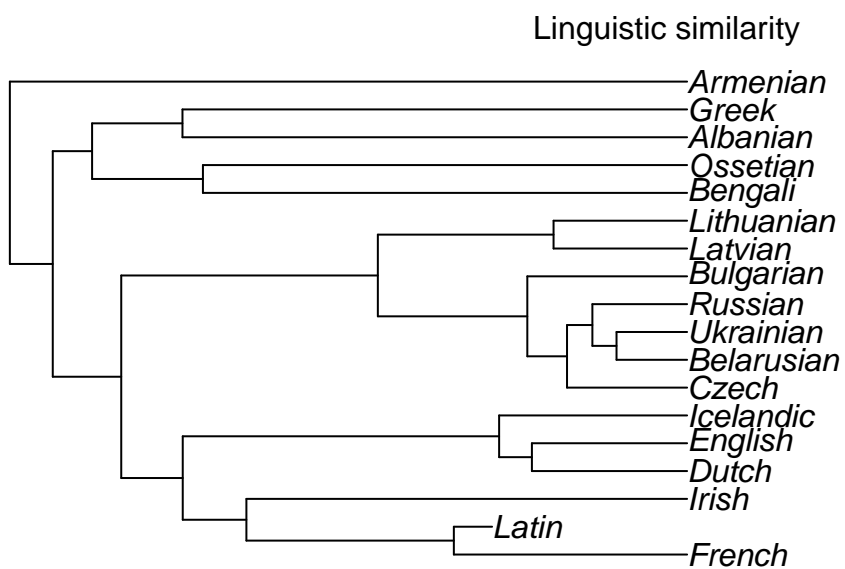 Linguistic similarity
Armenian
Greek
Albanian
Ossetian
Bengali
Lithuanian
Latvian
Bulgarian
Russian
Ukrainian
Belarusian
Czech
Icelandic
English
Dutch
Irish
Latin
French